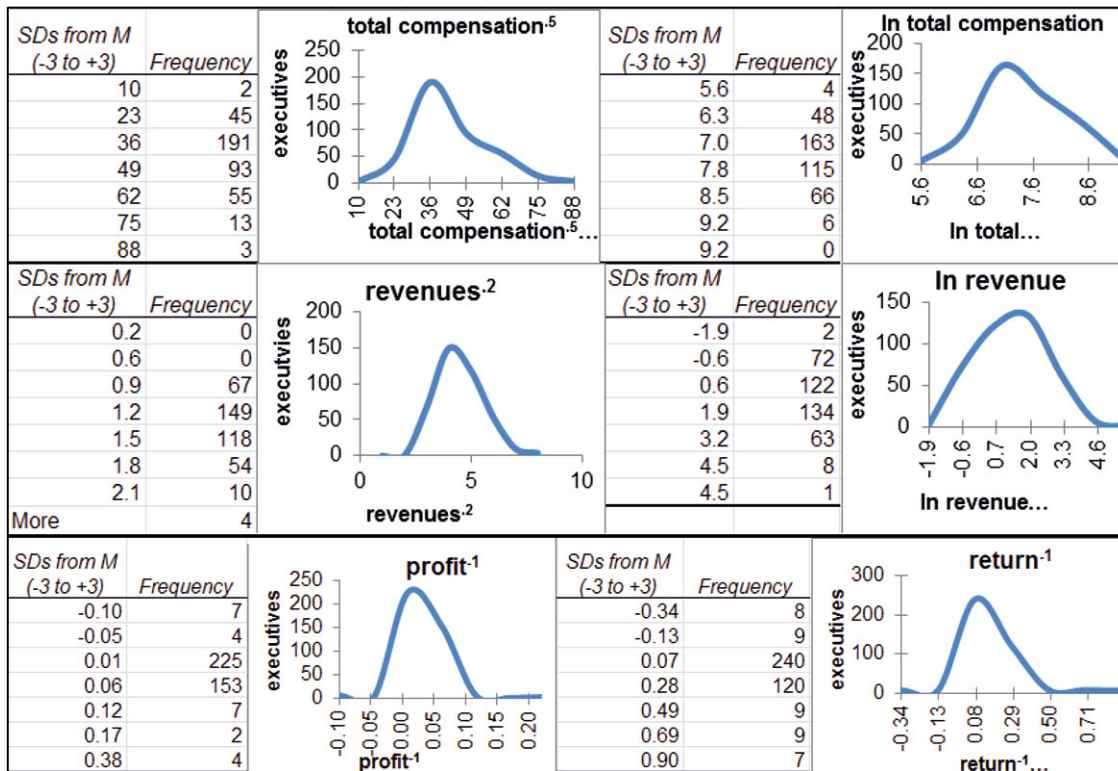 SDs from M
(-3 to +3) Frequency
10 2
23 45
36 191
49 93
62 55
75 13
88 3
total compensation.5
executives
250
200
150
100
50
0
10 23 36 49 62 75 88
total compensation.5...
SDs from M
(-3 to +3) Frequency
5.6 4
6.3 48
7.0 163
7.8 115
8.5 66
9.2 6
9.2 0
ln total compensation
executives
200
150
100
50
0
5.6 6.6 7.6 8.6
ln total...
SDs from M
(-3 to +3) Frequency
0.2 0
0.6 0
0.9 67
1.2 149
1.5 118
1.8 54
2.1 10
More 4
revenues.2
executvies
200
150
100
50
0
0 5 10
revenues.2
SDs from M
(-3 to +3) Frequency
-1.9 2
-0.6 72
0.6 122
1.9 134
3.2 63
4.5 8
4.5 1
ln revenue
executives
150
100
50
0
-1.9 -0.6 0.7 2.0 3.3 4.6
ln revenue...
SDs from M
(-3 to +3) Frequency
-0.10 7
-0.05 4
0.01 225
0.06 153
0.12 7
0.17 2
0.38 4
profit-1
executives
250
200
150
100
50
0
-0.10 -0.05 0.00 0.05 0.10 0.15 0.20
profit-1
SDs from M
(-3 to +3) Frequency
-0.34 8
-0.13 9
0.07 240
0.28 120
0.49 9
0.69 9
0.90 7
return-1
executives
300
200
100
0
-0.34 -0.13 0.08 0.29 0.50 0.71
return-1...